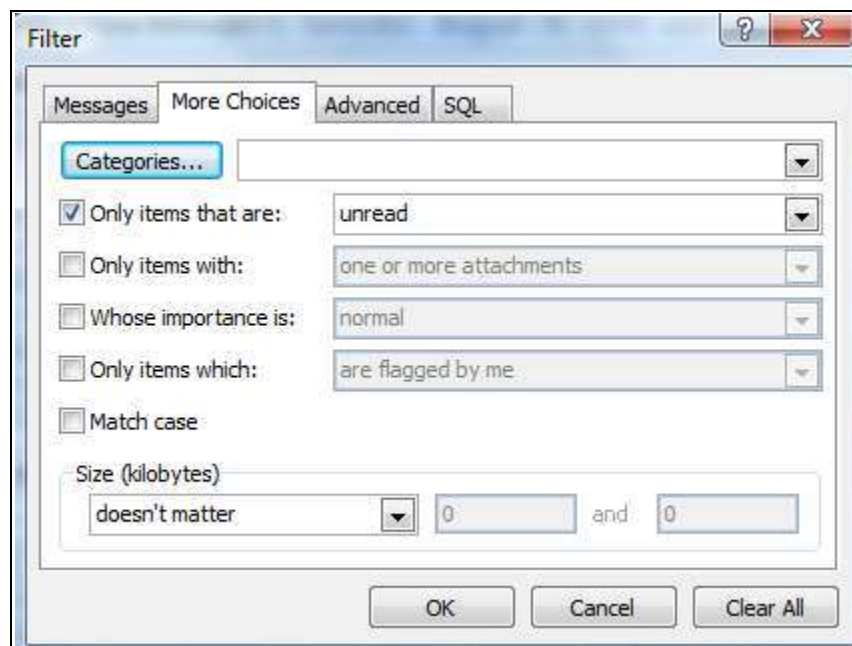 Filter
Messages More Choices Advanced SQL
Categories...
Only items that are: unread
Only items with: one or more attachments
Whose importance is: normal
Only items which: are flagged by me
Match case
Size (kilobytes)
doesn't matter 0 and 0
OK Cancel Clear All